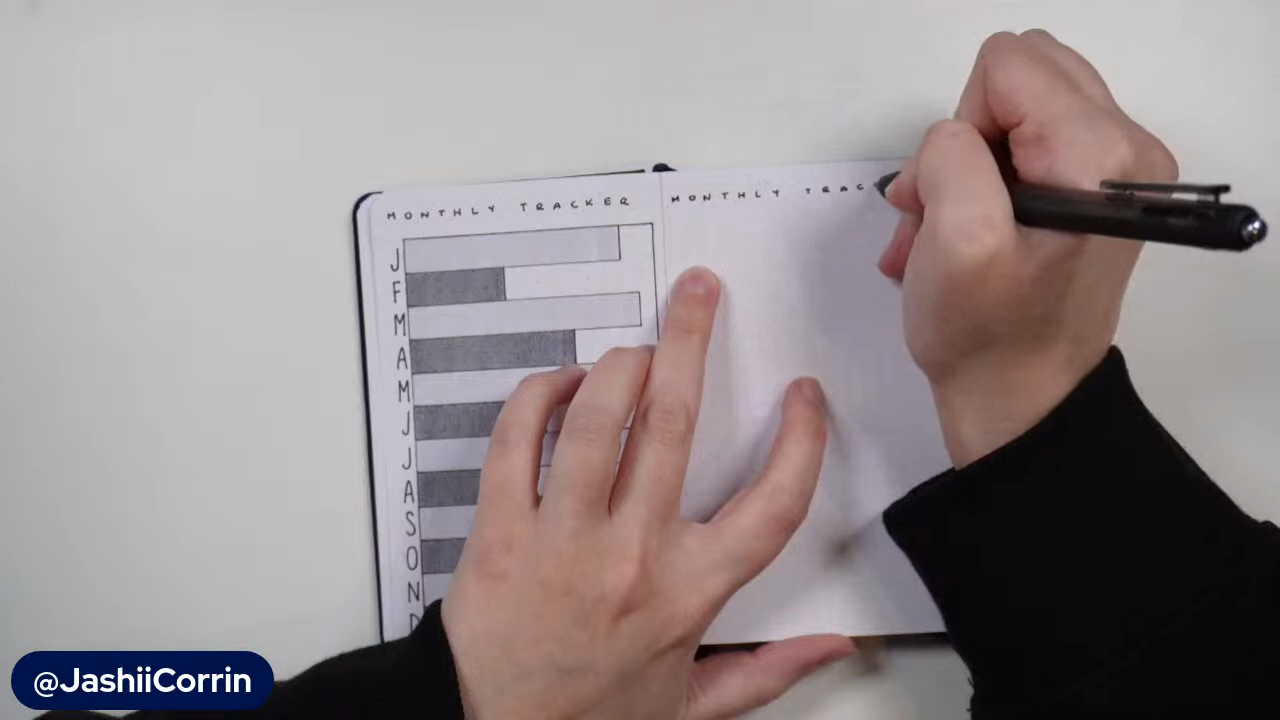 MONTHLY TRACKER
J
F
M
A
M
J
J
A
S
O
N
D
MONTHLY TRAC
@JashiiCorrin